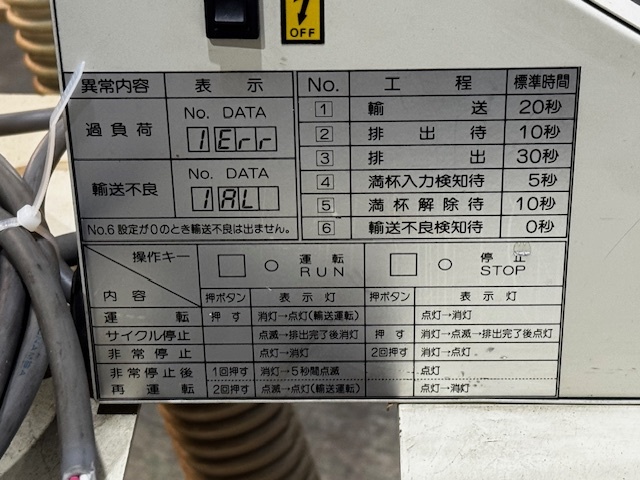 OFF
異常内容 表示
No. DATA
過負荷 1Err
No. DATA
輸送不良 1AL
No.6 設定が0のとき輸送不良は出ません。
No. 工程 標準時間
1 輸送 20秒
2 排出待 10秒
3 排出 30秒
4 満杯入力検知待 5秒
5 満杯解除待 10秒
6 輸送不良検知待 0秒
操作キー 運転 RUN 停止 STOP
内容 押ボタン 表示灯 押ボタン 表示灯
運転 押す 消灯→点灯(輸送運転) 点灯→消灯
サイクル停止 点滅→排出完了後消灯 押す 消灯→点滅→排出完了後点灯
非常停止 点灯→消灯 2回押す 消灯→点灯
非常停止後 1回押す 消灯→5秒間点滅 点灯
再運転 2回押す 点滅→点灯(輸送運転) 点灯→消灯